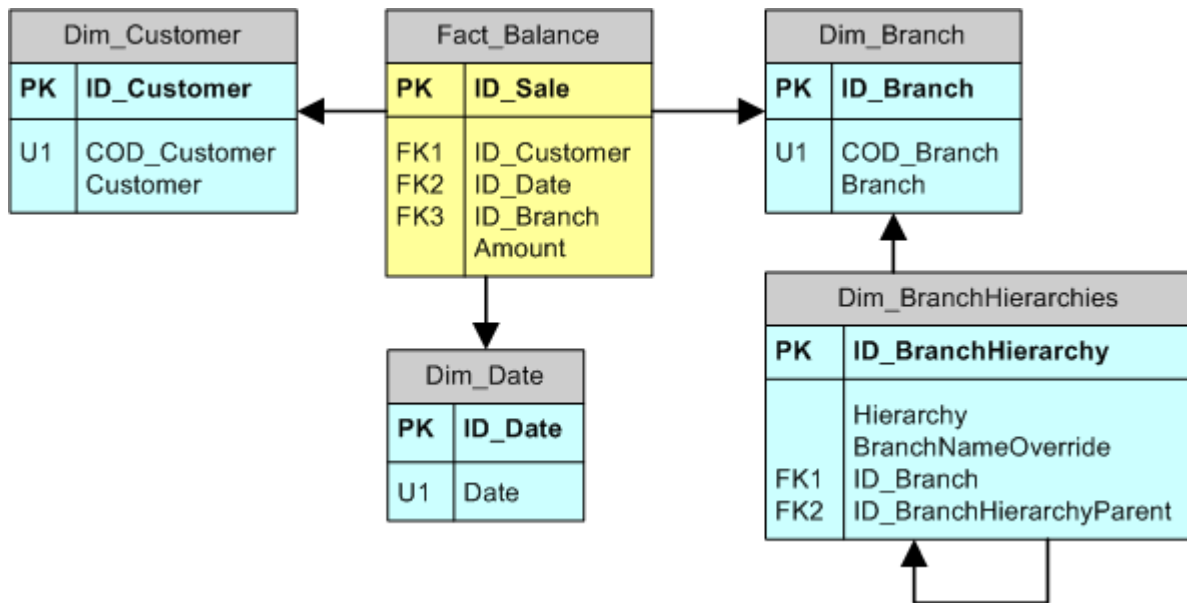 Dim_Customer
PK ID_Customer
U1 COD_Customer
Customer
Fact_Balance
PK ID_Sale
FK1 ID_Customer
FK2 ID_Date
FK3 ID_Branch
Amount
Dim_Branch
PK ID_Branch
U1 COD_Branch
Branch
Dim_Date
PK ID_Date
U1 Date
Dim_BranchHierarchies
PK ID_BranchHierarchy
Hierarchy
BranchNameOverride
FK1 ID_Branch
FK2 ID_BranchHierarchyParent